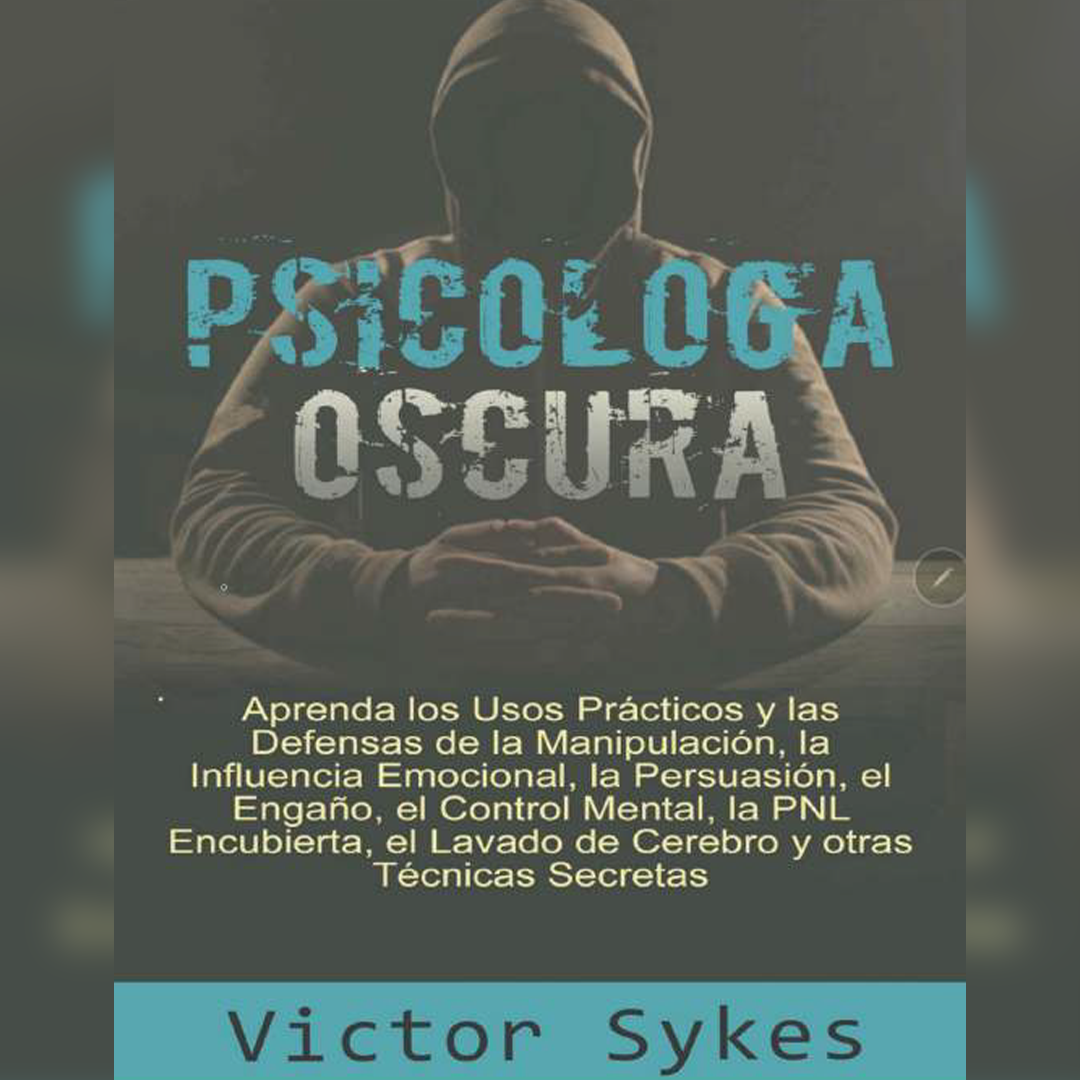 PSICOLOGA
OSCURA
Aprenda los Usos Prácticos y las
Defensas de la Manipulación, la
Influencia Emocional, la Persuasión, el
Engaño, el Control Mental, la PNL
Encubierta, el Lavado de Cerebro y otras
Técnicas Secretas
Victor Sykes